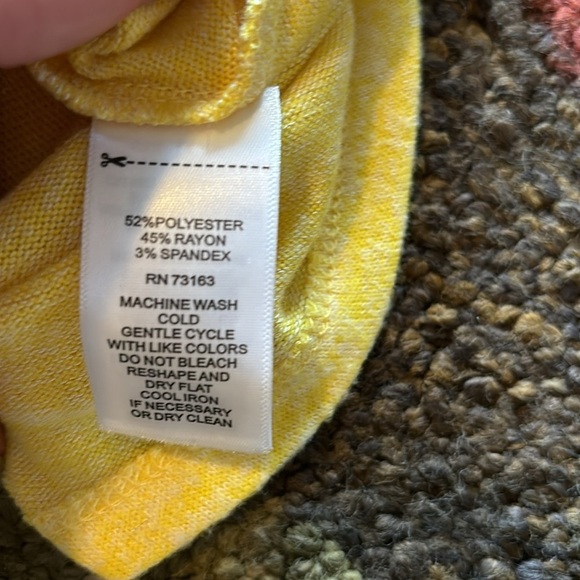 52%POLYESTER
45% RAYON
3% SPANDEX
RN 73163
MACHINE WASH
COLD
GENTLE CYCLE
WITH LIKE COLORS
DO NOT BLEACH
RESHAPE AND
DRY FLAT
COOL IRON
IF NECESSARY
OR DRY CLEAN